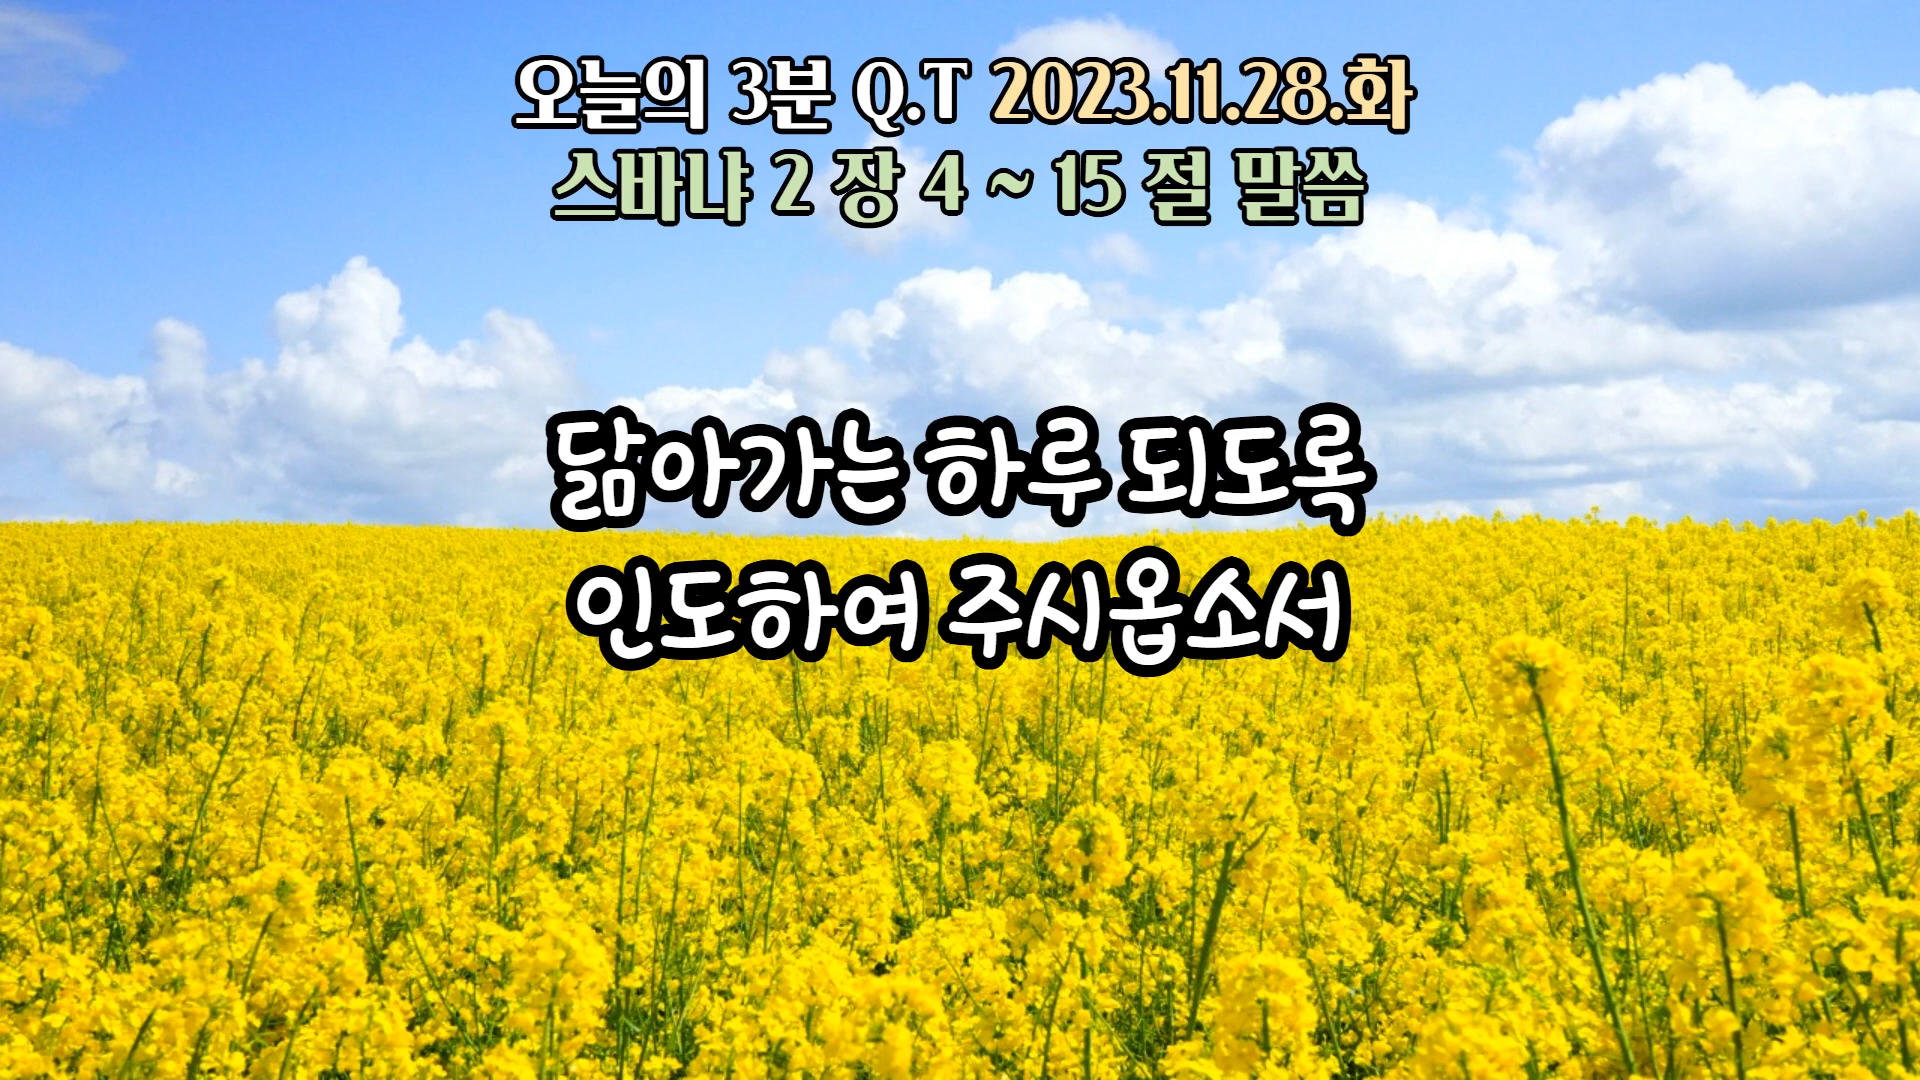 오늘의 3분 Q.T 2023.11.28.화
스바냐 2 장 4 ~ 15 절 말씀
닮아가는 하루 되도록
인도하여 주시옵소서